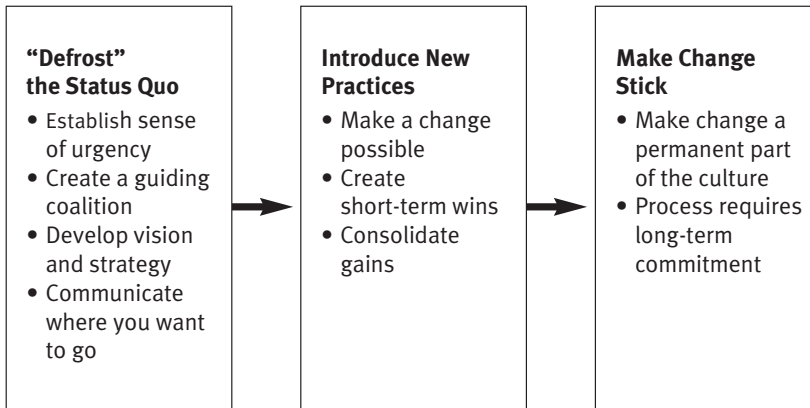 “Defrost”
the Status Quo
• Establish sense
of urgency
• Create a guiding
coalition
• Develop vision
and strategy
• Communicate
where you want
to go
Introduce New
Practices
• Make a change
possible
• Create
short-term wins
• Consolidate
gains
Make Change
Stick
• Make change a
permanent part
of the culture
• Process requires
long-term
commitment